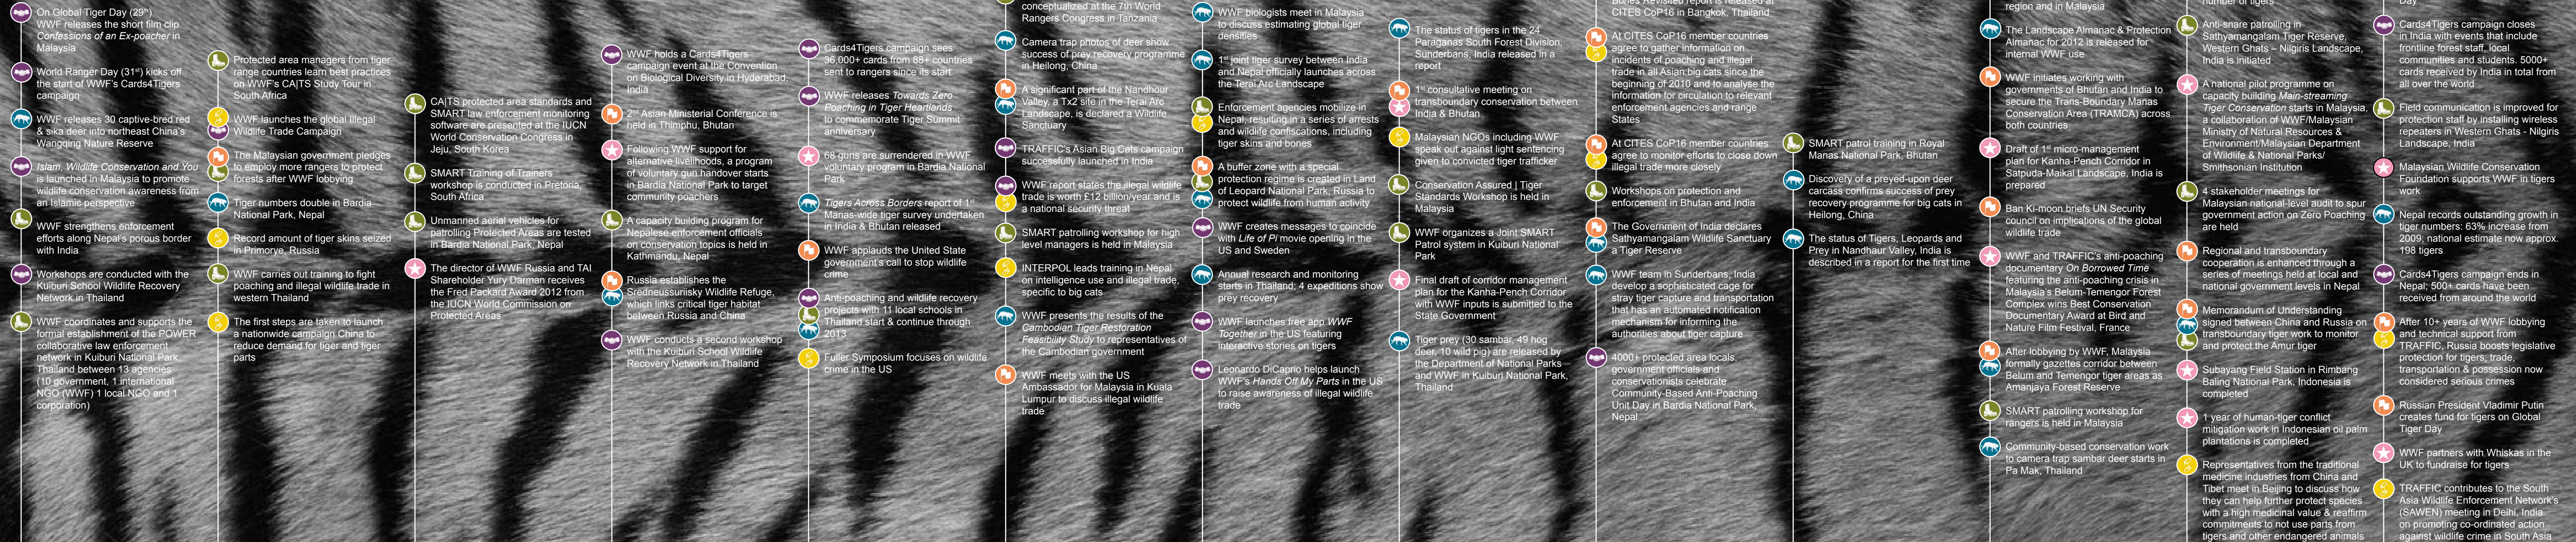 On Global Tiger Day (29th)
WWF releases the short film clip
Confessions of an Ex-poacher in
Malaysia
World Ranger Day (31st) kicks off
the start of WWF's Cards4Tigers
campaign
WWF releases 30 captive-bred red
& sika deer into northeast China's
Wangqing Nature Reserve
Islam, Wildlife Conservation and You
is launched in Malaysia to promote
wildlife conservation awareness from
an Islamic perspective
WWF strengthens enforcement
efforts along Nepal's porous border
with India
Workshops are conducted with the
Kuiburi School Wildlife Recovery
Network in Thailand
WWF coordinates and supports the
formal establishment of the POWER
collaborative law enforcement
network in Kuiburi National Park,
Thailand between 13 agencies
(10 government, 1 international
NGO (WWF) 1 local NGO and 1
corporation)
Protected area managers from tiger
range countries learn best practices
on WWF's CA|TS Study Tour in
South Africa
WWF launches the global Illegal
Wildlife Trade Campaign
The Malaysian government pledges
to employ more rangers to protect
forests after WWF lobbying
Tiger numbers double in Bardia
National Park, Nepal
Record amount of tiger skins seized
in Primorye, Russia
WWF carries out training to fight
poaching and illegal wildlife trade in
western Thailand
The first steps are taken to launch
a nationwide campaign China to
reduce demand for tiger and tiger
parts
CA|TS protected area standards and
SMART law enforcement monitoring
software are presented at the IUCN
World Conservation Congress in
Jeju, South Korea
SMART Training of Trainers
workshop is conducted in Pretoria,
South Africa
Unmanned aerial vehicles for
patrolling Protected Areas are tested
in Bardia National Park, Nepal
The director of WWF Russia and TAI
Shareholder Yury Darman receives
the Fred Packard Award 2012 from
the IUCN World Commission on
Protected Areas
WWF holds a Cards4Tigers
campaign event at the Convention
on Biological Diversity in Hyderabad,
India
2nd Asian Ministerial Conference is
held in Thimphu, Bhutan
Following WWF support for
alternative livelihoods, a program
of voluntary gun handover starts
in Bardia National Park to target
community poachers
A capacity building program for
Nepalese enforcement officials
on conservation topics is held in
Kathmandu, Nepal
Russia establishes the
Sredneussurisky Wildlife Refuge,
which links critical tiger habitat
between Russia and China
WWF conducts a second workshop
with the Kuiburi School Wildlife
Recovery Network in Thailand
Cards4Tigers campaign sees
36,000+ cards from 88+ countries
sent to rangers since its start
WWF releases Towards Zero
Poaching in Tiger Heartlands
to commemorate Tiger Summit
anniversary
68 guns are surrendered in WWF
voluntary program in Bardia National
Park
Tigers Across Borders report of 1st
Manas-wide tiger survey undertaken
in India & Bhutan released
WWF applauds the United State
government's call to stop wildlife
crime
Anti-poaching and wildlife recovery
projects with 11 local schools in
Thailand start & continue through
2013
Fuller Symposium focuses on wildlife
crime in the US
conceptualized at the 7th World
Rangers Congress in Tanzania
Camera trap photos of deer show
success of prey recovery programme
in Heilong, China
A significant part of the Nandhour
Valley, a Tx2 site in the Terai Arc
Landscape, is declared a Wildlife
Sanctuary
TRAFFIC's Asian Big Cats campaign
successfully launched in India
WWF report states the illegal wildlife
trade is worth £12 billion/year and is
a national security threat
SMART patrolling workshop for high
level managers is held in Malaysia
INTERPOL leads training in Nepal
on intelligence use and illegal trade,
specific to big cats
WWF presents the results of the
Cambodian Tiger Restoration
Feasibility Study to representatives of
the Cambodian government
WWF meets with the US
Ambassador for Malaysia in Kuala
Lumpur to discuss illegal wildlife
trade
WWF biologists meet in Malaysia
to discuss estimating global tiger
densities
1st joint tiger survey between India
and Nepal officially launches across
the Terai Arc Landscape
Enforcement agencies mobilize in
Nepal, resulting in a series of arrests
and wildlife confiscations, including
tiger skins and bones
A buffer zone with a special
protection regime is created in Land
of Leopard National Park, Russia to
protect wildlife from human activity
WWF creates messages to coincide
with Life of Pi movie opening in the
US and Sweden
Annual research and monitoring
starts in Thailand; 4 expeditions show
prey recovery
WWF launches free app WWF
Together in the US featuring
interactive stories on tigers
Leonardo DiCaprio helps launch
WWF's Hands Off My Parts in the US
to raise awareness of illegal wildlife
trade
The status of tigers in the 24
Paraganas South Forest Division,
Sunderbans, India released in a
report
1st consultative meeting on
transboundary conservation between
India & Bhutan
Malaysian NGOs including WWF
speak out against light sentencing
given to convicted tiger trafficker
Conservation Assured | Tiger
Standards Workshop is held in
Malaysia
WWF organizes a Joint SMART
Patrol system in Kuiburi National
Park
Final draft of corridor management
plan for the Kanha-Pench Corridor
with WWF inputs is submitted to the
State Government
Tiger prey (30 sambar, 49 hog
deer, 10 wild pig) are released by
the Department of National Parks
and WWF in Kuiburi National Park,
Thailand
Bones Revisited report is released at
CITES CoP16 in Bangkok, Thailand
At CITES CoP16 member countries
agree to gather information on
incidents of poaching and illegal
trade in all Asian big cats since the
beginning of 2010 and to analyse the
information for circulation to relevant
enforcement agencies and range
States
At CITES CoP16 member countries
agree to monitor efforts to close down
illegal trade more closely
Workshops on protection and
enforcement in Bhutan and India
The Government of India declares
Sathyamangalam Wildlife Sanctuary
a Tiger Reserve
WWF team in Sunderbans, India
develop a sophisticated cage for
stray tiger capture and transportation
that has an automated notification
mechanism for informing the
authorities about tiger capture
4000+ protected area locals,
government officials and
conservationists celebrate
Community-Based Anti-Poaching
Unit Day in Bardia National Park,
Nepal
SMART patrol training in Royal
Manas National Park, Bhutan
Discovery of a preyed-upon deer
carcass confirms success of prey
recovery programme for big cats in
Heilong, China
The status of Tigers, Leopards and
Prey in Nandhaur Valley, India is
described in a report for the first time
region and in Malaysia
The Landscape Almanac & Protection
Almanac for 2012 is released for
internal WWF use
WWF initiates working with
governments of Bhutan and India to
secure the Trans-Boundary Manas
Conservation Area (TRAMCA) across
both countries
Draft of 1st micro-management
plan for Kanha-Pench Corridor in
Satpuda-Maikal Landscape, India is
prepared
Ban Ki-moon briefs UN Security
council on implications of the global
wildlife trade
WWF and TRAFFIC's anti-poaching
documentary On Borrowed Time
featuring the anti-poaching crisis in
Malaysia's Belum-Temengor Forest
Complex wins Best Conservation
Documentary Award at Bird and
Nature Film Festival, France
After lobbying by WWF, Malaysia
formally gazettes corridor between
Belum and Temengor tiger areas as
Amanjaya Forest Reserve
SMART patrolling workshop for
rangers is held in Malaysia
Community-based conservation work
to camera trap sambar deer starts in
Pa Mak, Thailand
number of tigers
Anti-snare patrolling in
Sathyamangalam Tiger Reserve,
Western Ghats – Nilgiris Landscape,
India is initiated
A national pilot programme on
capacity building Main-streaming
Tiger Conservation starts in Malaysia,
a collaboration of WWF/Malaysian
Ministry of Natural Resources &
Environment/Malaysian Department
of Wildlife & National Parks/
Smithsonian Institution
4 stakeholder meetings for
Malaysian national-level audit to spur
government action on Zero Poaching
are held
Regional and transboundary
cooperation is enhanced through a
series of meetings held at local and
national government levels in Nepal
Memorandum of Understanding
signed between China and Russia on
transboundary tiger work to monitor
and protect the Amur tiger
Subayang Field Station in Rimbang
Baling National Park, Indonesia is
completed
1 year of human-tiger conflict
mitigation work in Indonesian oil palm
plantations is completed
Representatives from the traditional
medicine industries from China and
Tibet meet in Beijing to discuss how
they can help further protect species
with a high medicinal value & reaffirm
commitments to not use parts from
tigers and other endangered animals
Day
Cards4Tigers campaign closes
in India with events that include
frontline forest staff, local
communities and students. 5000+
cards received by India in total from
all over the world
Field communication is improved for
protection staff by installing wireless
repeaters in Western Ghats - Nilgiris
Landscape, India
Malaysian Wildlife Conservation
Foundation supports WWF in tigers
work
Nepal records outstanding growth in
tiger numbers: 63% increase from
2009; national estimate now approx.
198 tigers
Cards4Tigers campaign ends in
Nepal; 500+ cards have been
received from around the world
After 10+ years of WWF lobbying
and technical support from
TRAFFIC, Russia boosts legislative
protection for tigers; trade,
transportation & possession now
considered serious crimes
Russian President Vladimir Putin
creates fund for tigers on Global
Tiger Day
WWF partners with Whiskas in the
UK to fundraise for tigers
TRAFFIC contributes to the South
Asia Wildlife Enforcement Network's
(SAWEN) meeting in Delhi, India
on promoting co-ordinated action
against wildlife crime in South Asia